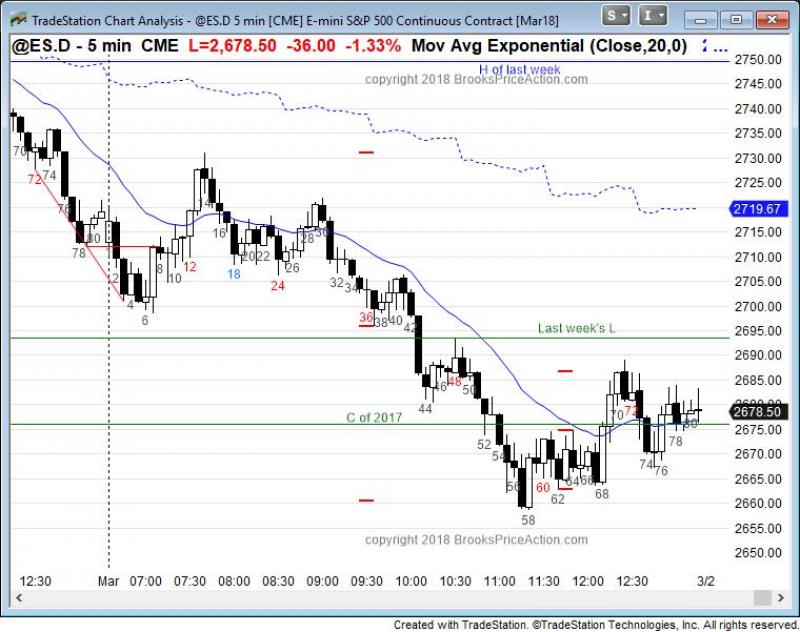 TradeStation Chart Analysis - @ES.D 5 min [CME] E-mini S&P 500 Continuous Contract [Mar18]
S I
@ES.D - 5 min CME L=2,678.50 -36.00 -1.33% Mov Avg Exponential (Close,20,0) ...
H of last week
copyright 2018 BrooksPriceAction.com
2750.00
2745.00
2740.00
2735.00
2730.00
2725.00
2719.67
2715.00
2710.00
2705.00
2700.00
2695.00
2690.00
2685.00
2678.50
2675.00
2670.00
2665.00
2660.00
2655.00
2650.00
70 72 74 76 78 80 2 4 6 8 10 12 14 16 18 2022 24 26 28 30 32 34 36 38 40 42
Last week's L
44 46 48 50
C of 2017
52 54 56 58 60 62 64 66 68 70 72 74 76 78 80
copyright 2018 BrooksPriceAction.com
12:30 Mar 07:00 07:30 08:00 08:30 09:00 09:30 10:00 10:30 11:00 11:30 12:00 12:30 3/2
Created with TradeStation. ©TradeStation Technologies, Inc. All rights reserved.